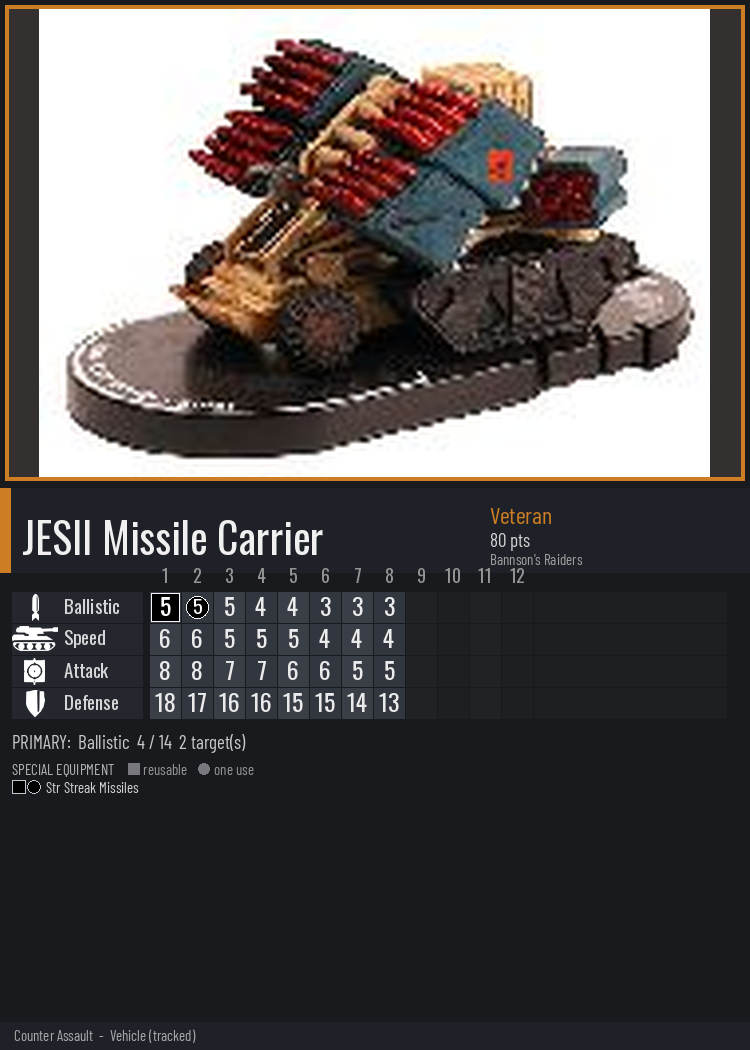 JESII Missile Carrier
Veteran
80 pts
Bannson's Raiders
1 2 3 4 5 6 7 8 9 10 11 12
Ballistic 5 5 5 4 4 3 3 3
Speed 6 6 5 5 5 4 4 4
Attack 8 8 7 7 6 6 5 5
Defense 18 17 16 16 15 15 14 13
PRIMARY: Ballistic 4 / 14 2 target(s)
SPECIAL EQUIPMENT reusable one use
Str Streak Missiles
Counter Assault - Vehicle (tracked)